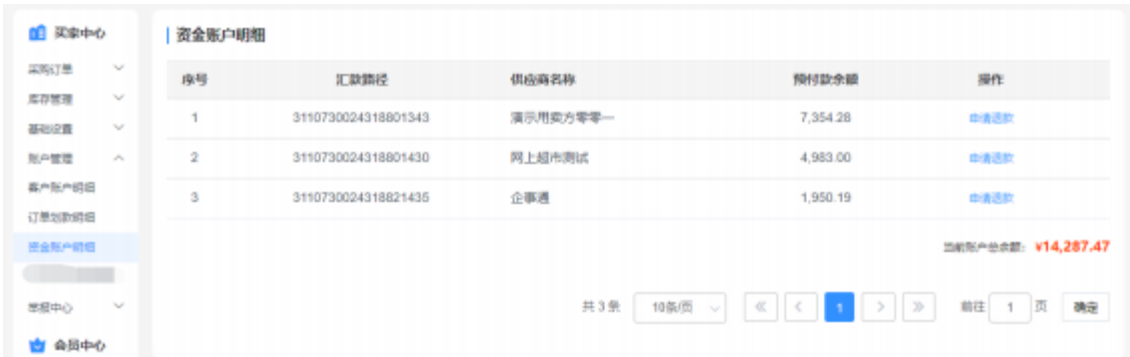 买家中心
采购订单
库存管理
基础设置
账户管理
客户账户明细
订单划款明细
资金账户明细
举报中心
会员中心
资金账户明细
序号 汇款路径 供应商名称 预付款余额 操作
1 3110730024318801343 演示用卖方零零一 7,354.28 申请退款
2 3110730024318801430 网上超市测试 4,983.00 申请退款
3 3110730024318821435 企事通 1,950.19 申请退款
当前账户总余额: ¥14,287.47
共 3 条 10条/页 « < 1 > » 前往 1 页 确定